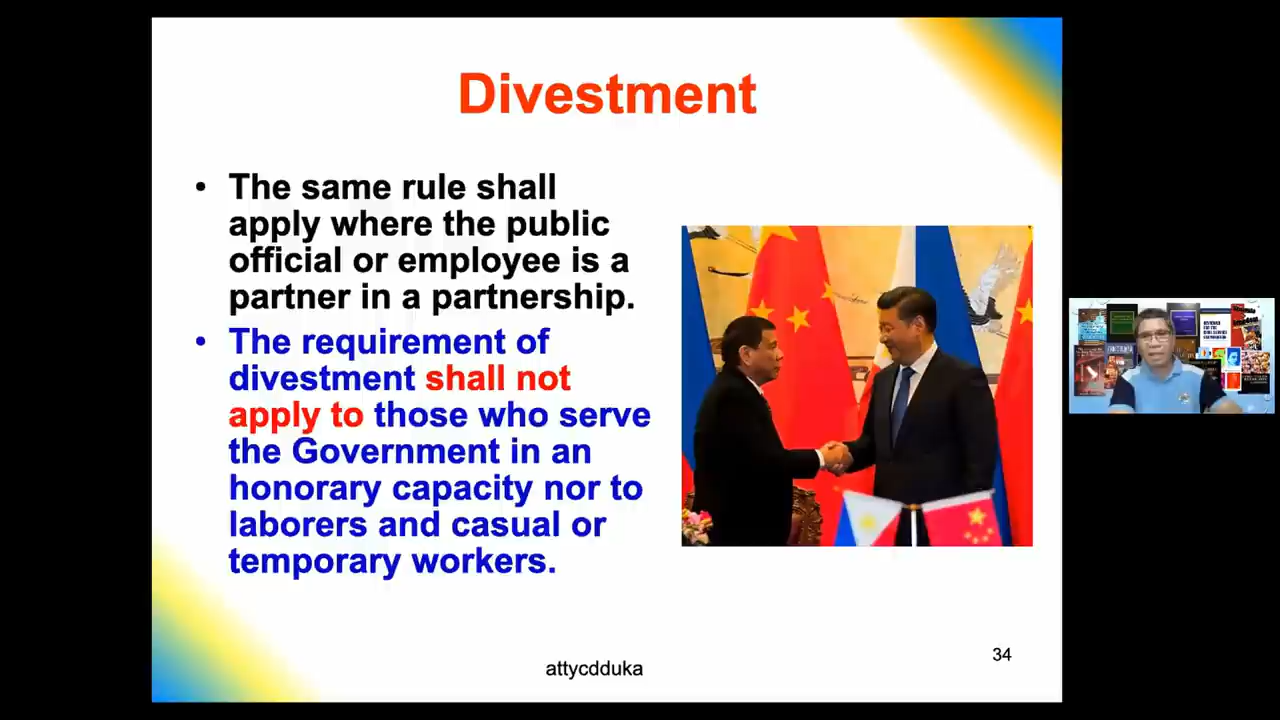 Divestment
• The same rule shall
apply where the public
official or employee is a
partner in a partnership.
• The requirement of
divestment shall not
apply to those who serve
the Government in an
honorary capacity nor to
laborers and casual or
temporary workers.
attycdduka
34